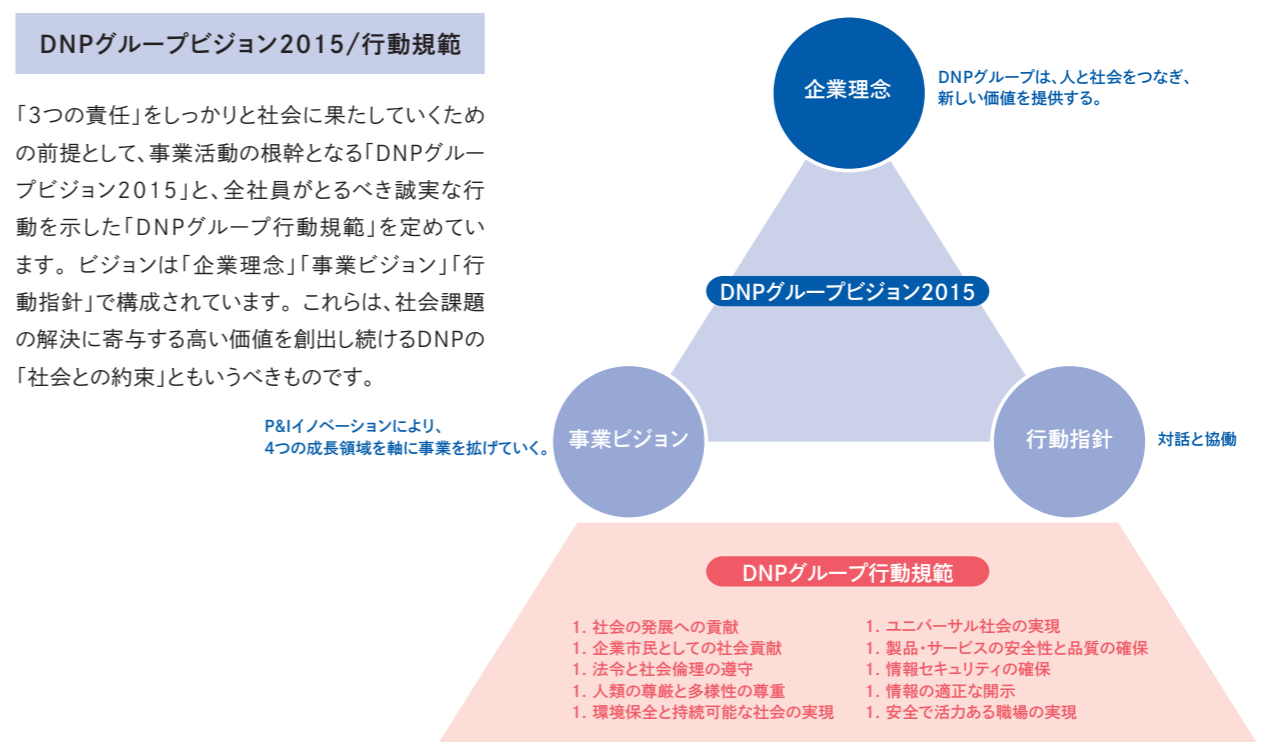 DNPグループビジョン2015/行動規範
「3つの責任」をしっかりと社会に果たしていくため
の前提として、事業活動の根幹となる「DNPグルー
プビジョン2015」と、全社員がとるべき誠実な行
動を示した「DNPグループ行動規範」を定めてい
ます。ビジョンは「企業理念」「事業ビジョン」「行
動指針」で構成されています。これらは、社会課題
の解決に寄与する高い価値を創出し続けるDNPの
「社会との約束」ともいうべきものです。
企業理念
DNPグループは、人と社会をつなぎ、
新しい価値を提供する。
DNPグループビジョン2015
P&Iイノベーションにより、
4つの成長領域を軸に事業を拡げていく。
事業ビジョン
行動指針
対話と協働
DNPグループ行動規範
1. 社会の発展への貢献
1. 企業市民としての社会貢献
1. 法令と社会倫理の遵守
1. 人類の尊厳と多様性の尊重
1. 環境保全と持続可能な社会の実現
1. ユニバーサル社会の実現
1. 製品・サービスの安全性と品質の確保
1. 情報セキュリティの確保
1. 情報の適正な開示
1. 安全で活力ある職場の実現